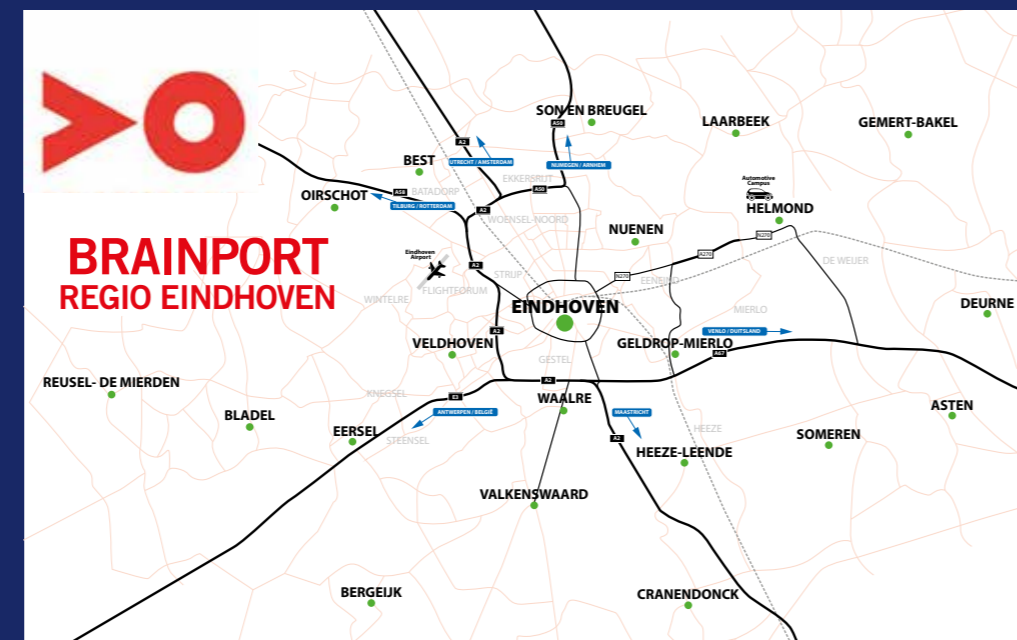 BRAINPORT
REGIO EINDHOVEN
SON EN BREUGEL
LAARBEEK
GEMERT-BAKEL
A50
A2
UTRECHT / AMSTERDAM
NIJMEGEN / ARNHEM
BEST
EKKERSRIJT
Automotive
Campus
OIRSCHOT
A58
BATADORP
A50
TILBURG / ROTTERDAM
A2
WOENSEL-NOORD
HELMOND
NUENEN
N270
A270
Eindhoven
Airport
A2
STRIJP
N270
EENEIND
DE WEIJER
WINTELRE
FLIGHTFORUM
EINDHOVEN
MIERLO
DEURNE
A2
VENLO / DUITSLAND
VELDHOVEN
GELDROP-MIERLO
A67
GESTEL
REUSEL- DE MIERDEN
A2
KNEGSEL
E3
WAALRE
BLADEL
ANTWERPEN / BELGIË
MAASTRICHT
ASTEN
EERSEL
STEENSEL
A2
HEEZE
SOMEREN
HEEZE-LEENDE
VALKENSWAARD
BERGEIJK
CRANENDONCK